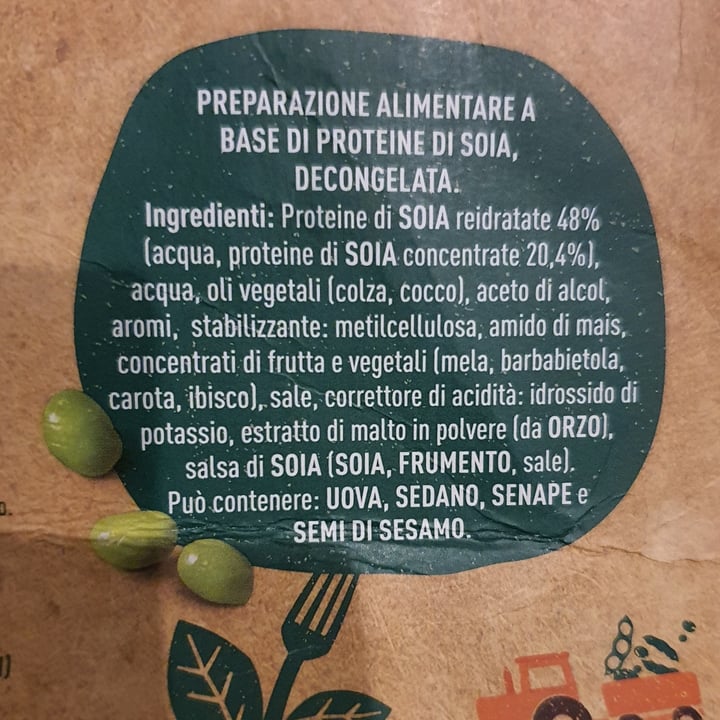 PREPARAZIONE ALIMENTARE A
BASE DI PROTEINE DI SOIA,
DECONGELATA.
Ingredienti: Proteine di SOIA reidratate 48%
(acqua, proteine di SOIA concentrate 20,4%),
acqua, oli vegetali (colza, cocco), aceto di alcol,
aromi, stabilizzante: metilcellulosa, amido di mais,
concentrati di frutta e vegetali (mela, barbabietola,
carota, ibisco), sale, correttore di acidità: idrossido di
potassio, estratto di malto in polvere (da ORZO),
salsa di SOIA (SOIA, FRUMENTO, sale).
Può contenere: UOVA, SEDANO, SENAPE e
SEMI DI SESAMO.